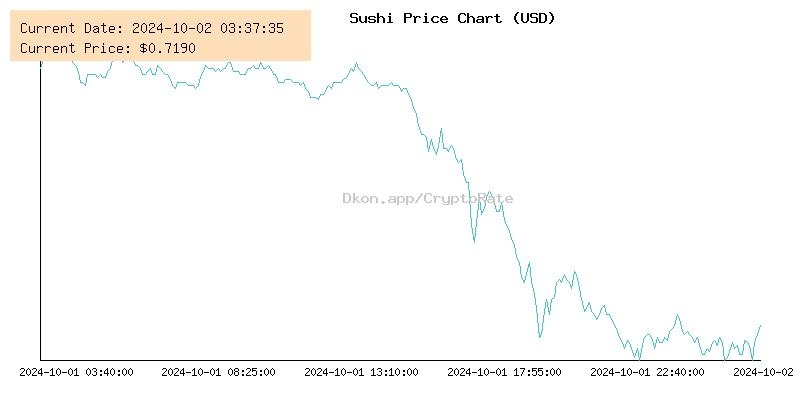 Sushi Price Chart (USD)
Current Date: 2024-10-02 03:37:35
Current Price: $0.7190
Dkon.app/CryptoRate
2024-10-01 03:40:00
2024-10-01 08:25:00
2024-10-01 13:10:00
2024-10-01 17:55:00
2024-10-01 22:40:00
2024-10-02